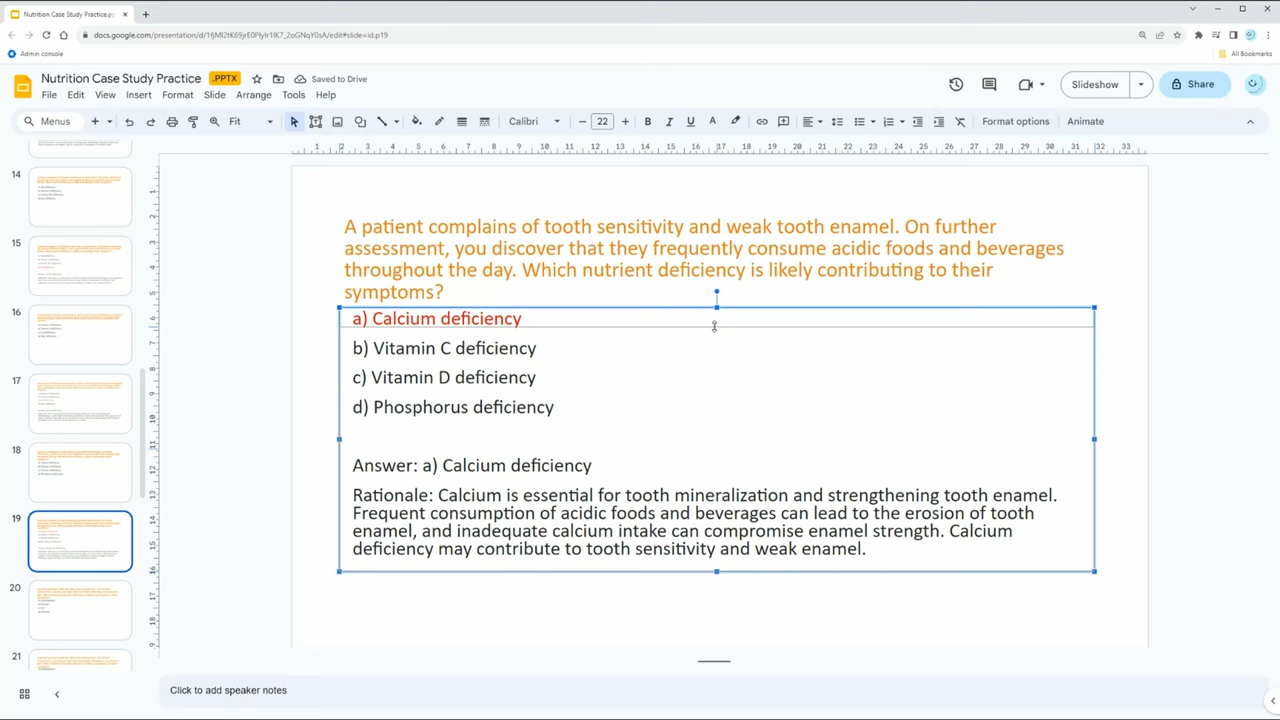 Nutrition Case Study Practice.p
docs.google.com/presentation/d/
Admin console
All Bookmarks
Nutrition Case Study Practice .PPTX Saved to Drive
File Edit View Insert Format Slide Arrange Tools Help
Slideshow Share
Menus Fit Calibri 22 B I U A Format options Animate
A patient complains of tooth sensitivity and weak tooth enamel. On further
assessment, you discover that they frequently consume acidic foods and beverages
throughout the day. Which nutrient deficiency is likely contributing to their
symptoms?
a) Calcium deficiency
b) Vitamin C deficiency
c) Vitamin D deficiency
d) Phosphorus deficiency
Answer: a) Calcium deficiency
Rationale: Calcium is essential for tooth mineralization and strengthening tooth enamel.
Frequent consumption of acidic foods and beverages can lead to the erosion of tooth
enamel, and inadequate calcium intake can compromise enamel strength. Calcium
deficiency may contribute to tooth sensitivity and weak enamel.
14
15
16
17
18
19
20
21
Click to add speaker notes